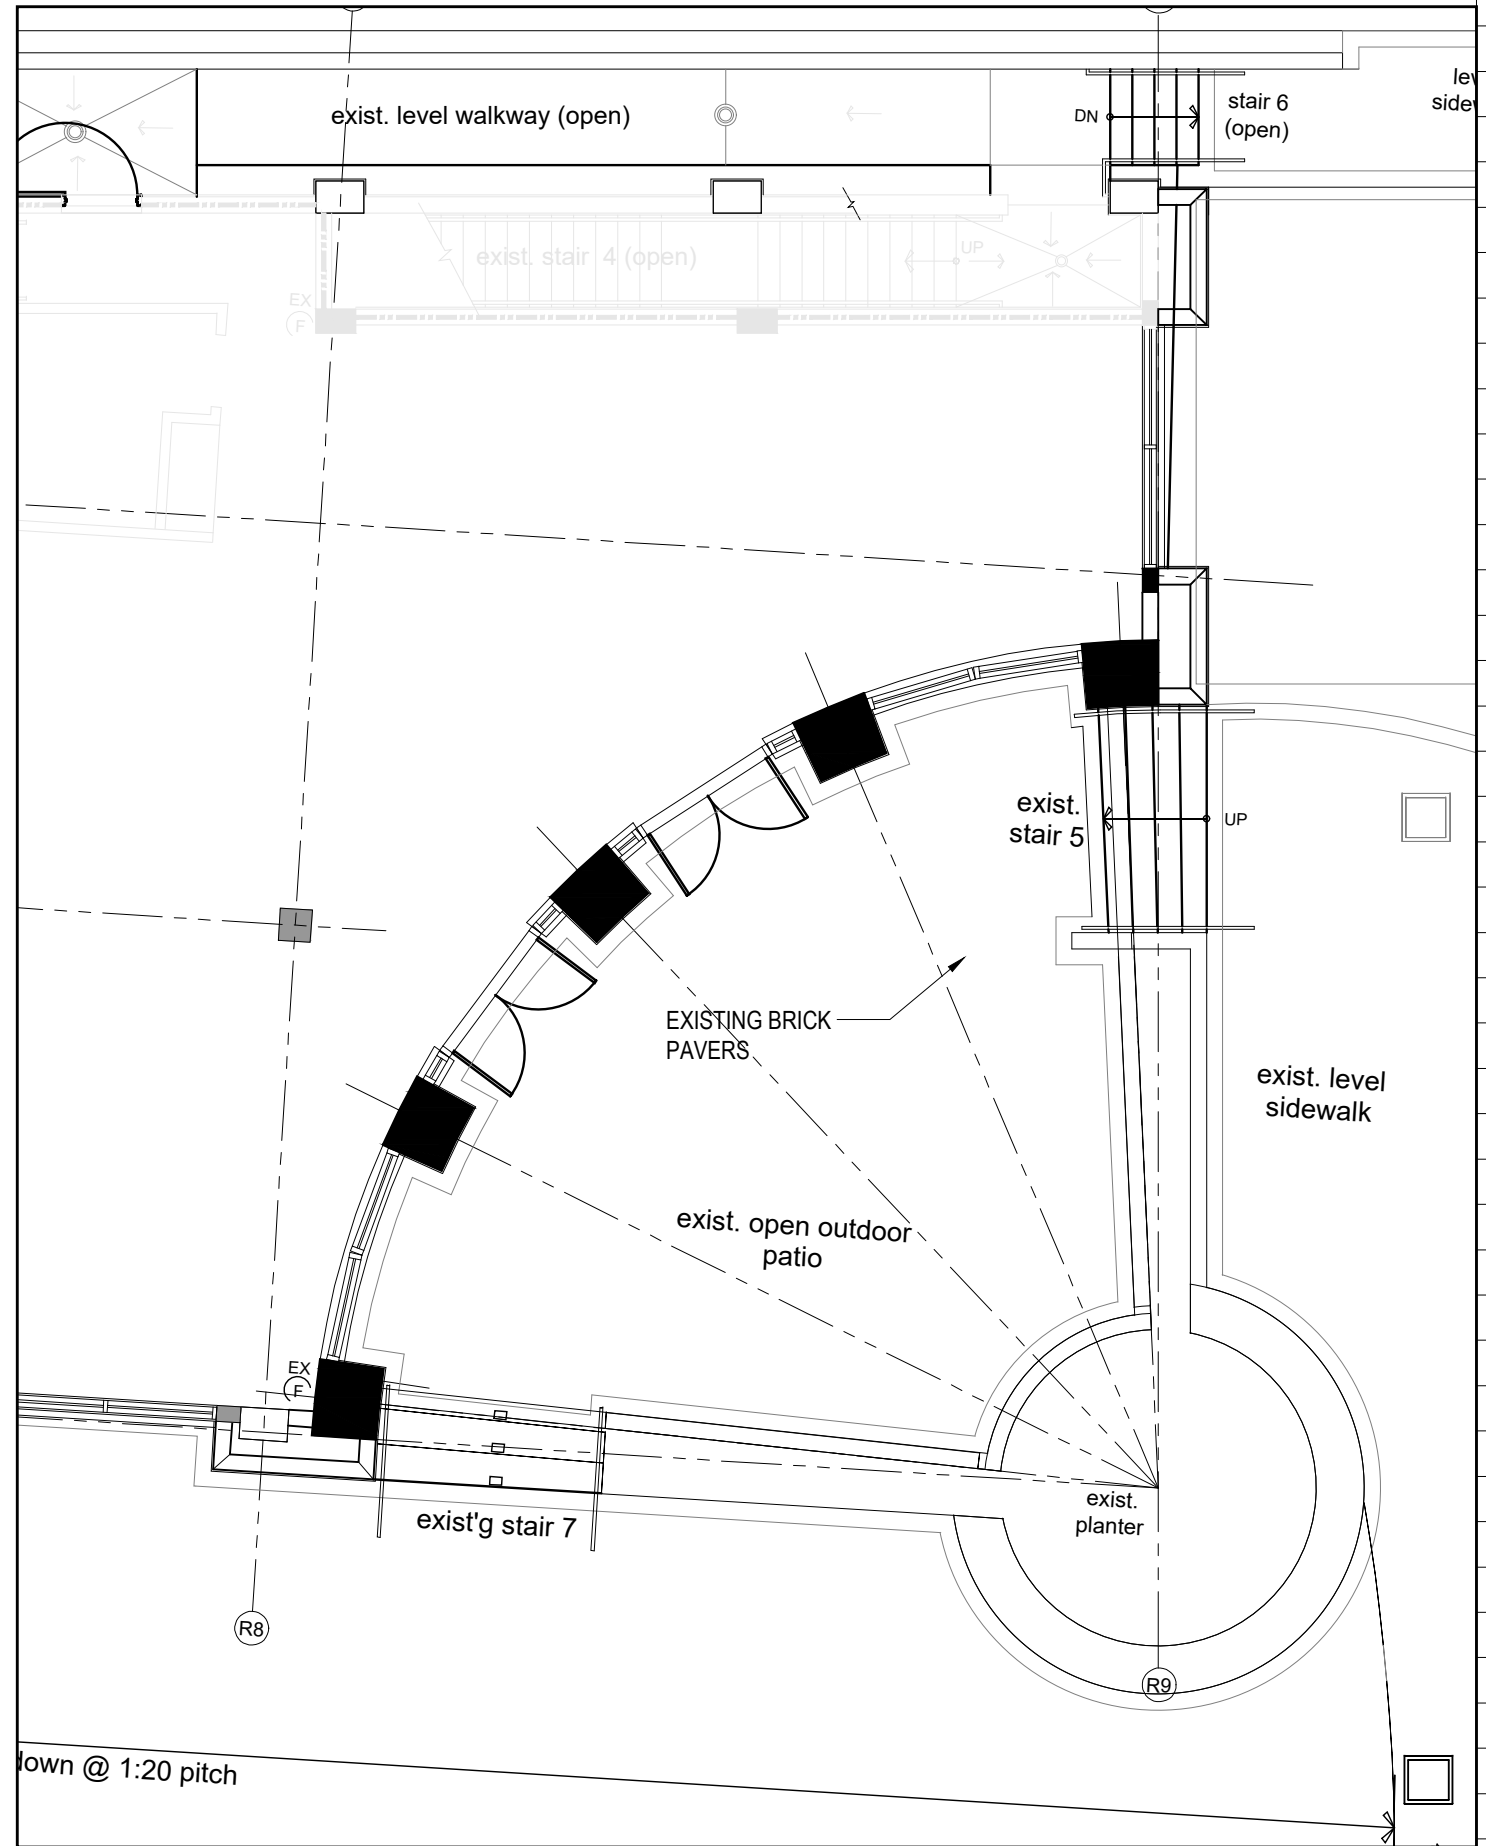 exist. level walkway (open)
DN
stair 6
(open)
exist. stair 4 (open)
UP
EX
F
exist.
stair 5
UP
EXISTING BRICK
PAVERS
exist. level
sidewalk
exist. open outdoor
patio
EX
F
exist.
planter
exist'g stair 7
R8
R9
down @ 1:20 pitch